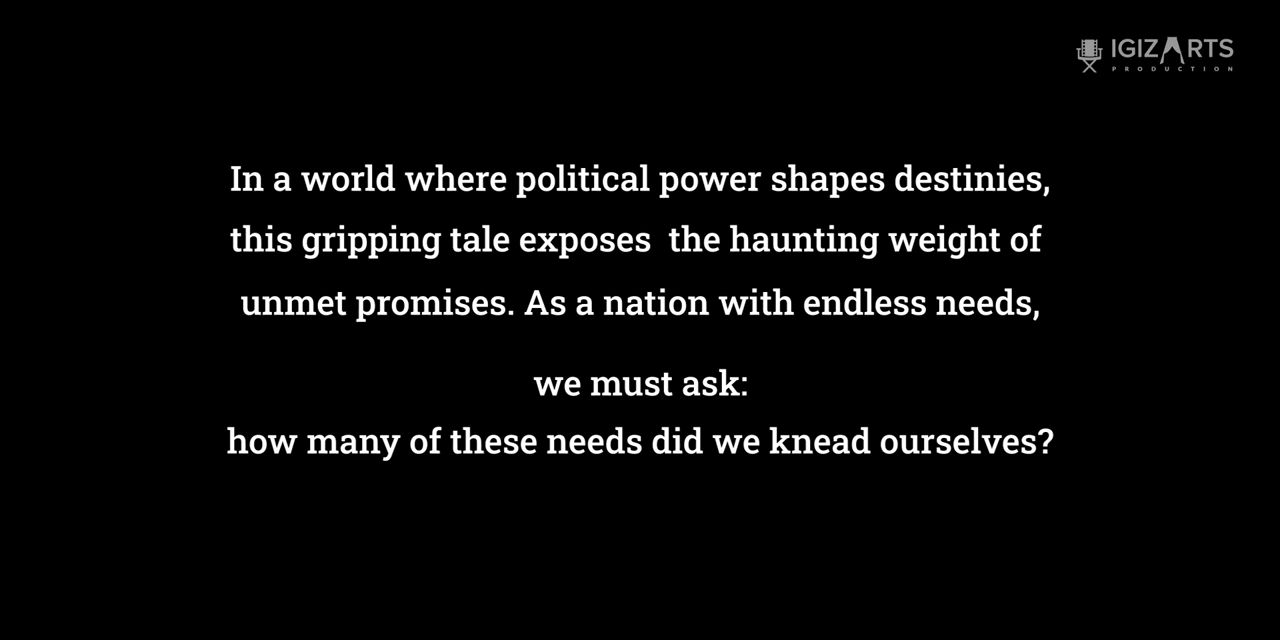 IGIZARTS
PRODUCTION
In a world where political power shapes destinies,
this gripping tale exposes  the haunting weight of
unmet promises. As a nation with endless needs,
we must ask:
how many of these needs did we knead ourselves?